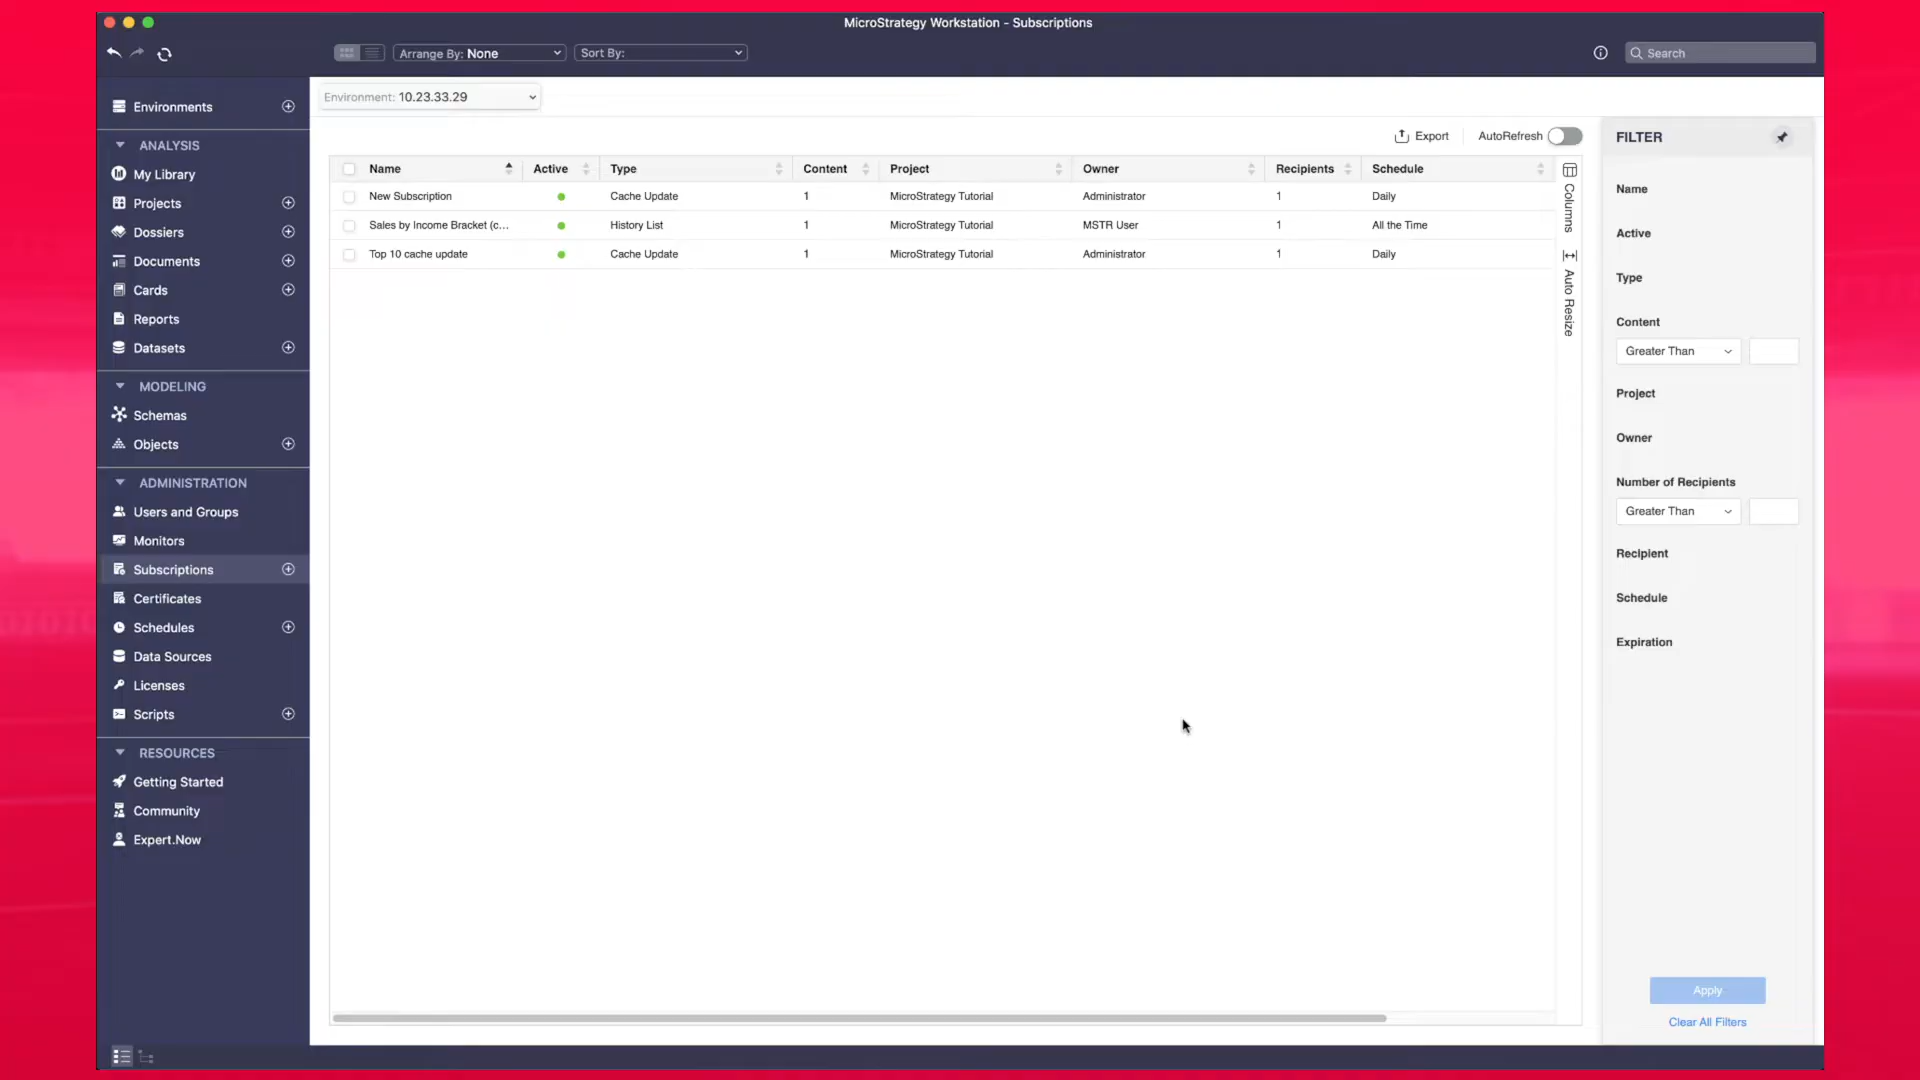 MicroStrategy Workstation - Subscriptions
Arrange By: None
Sort By:
Search
Environments
ANALYSIS
My Library
Projects
Dossiers
Documents
Cards
Reports
Datasets
MODELING
Schemas
Objects
ADMINISTRATION
Users and Groups
Monitors
Subscriptions
Certificates
Schedules
Data Sources
Licenses
Scripts
RESOURCES
Getting Started
Community
Expert.Now
Environment: 10.23.33.29
Export AutoRefresh
Name Active Type Content Project Owner Recipients Schedule
New Subscription Cache Update 1 MicroStrategy Tutorial Administrator 1 Daily
Sales by Income Bracket (c... History List 1 MicroStrategy Tutorial MSTR User 1 All the Time
Top 10 cache update Cache Update 1 MicroStrategy Tutorial Administrator 1 Daily
Columns
Auto Resize
FILTER
Name
Active
Type
Content
Greater Than
Project
Owner
Number of Recipients
Greater Than
Recipient
Schedule
Expiration
Apply
Clear All Filters